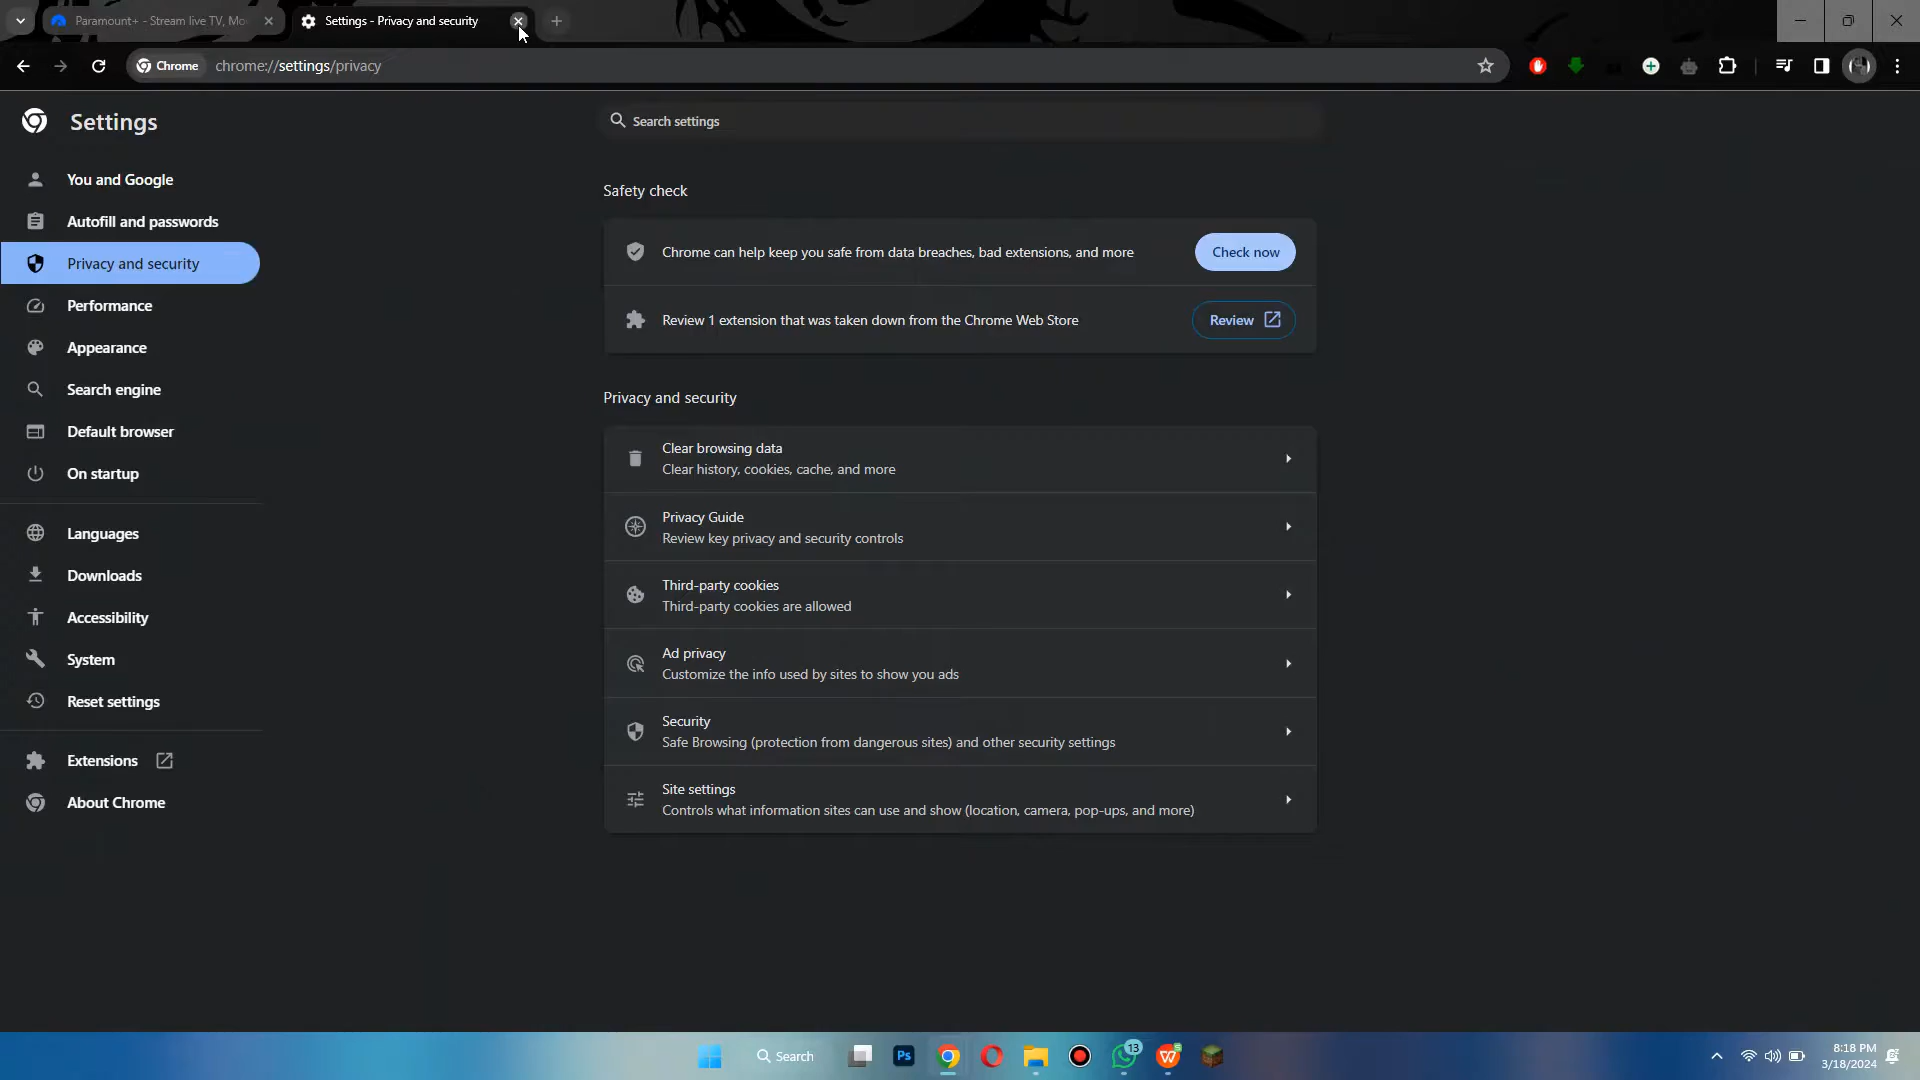 Paramount+ - Stream live TV, Mo
Settings - Privacy and security
Chrome
chrome://settings/privacy
Settings
Search settings
You and Google
Autofill and passwords
Privacy and security
Performance
Appearance
Search engine
Default browser
On startup
Languages
Downloads
Accessibility
System
Reset settings
Extensions
About Chrome
Safety check
Chrome can help keep you safe from data breaches, bad extensions, and more
Check now
Review 1 extension that was taken down from the Chrome Web Store
Review
Privacy and security
Clear browsing data
Clear history, cookies, cache, and more
Privacy Guide
Review key privacy and security controls
Third-party cookies
Third-party cookies are allowed
Ad privacy
Customize the info used by sites to show you ads
Security
Safe Browsing (protection from dangerous sites) and other security settings
Site settings
Controls what information sites can use and show (location, camera, pop-ups, and more)
Search
Ps
13
8:18 PM
3/18/2024